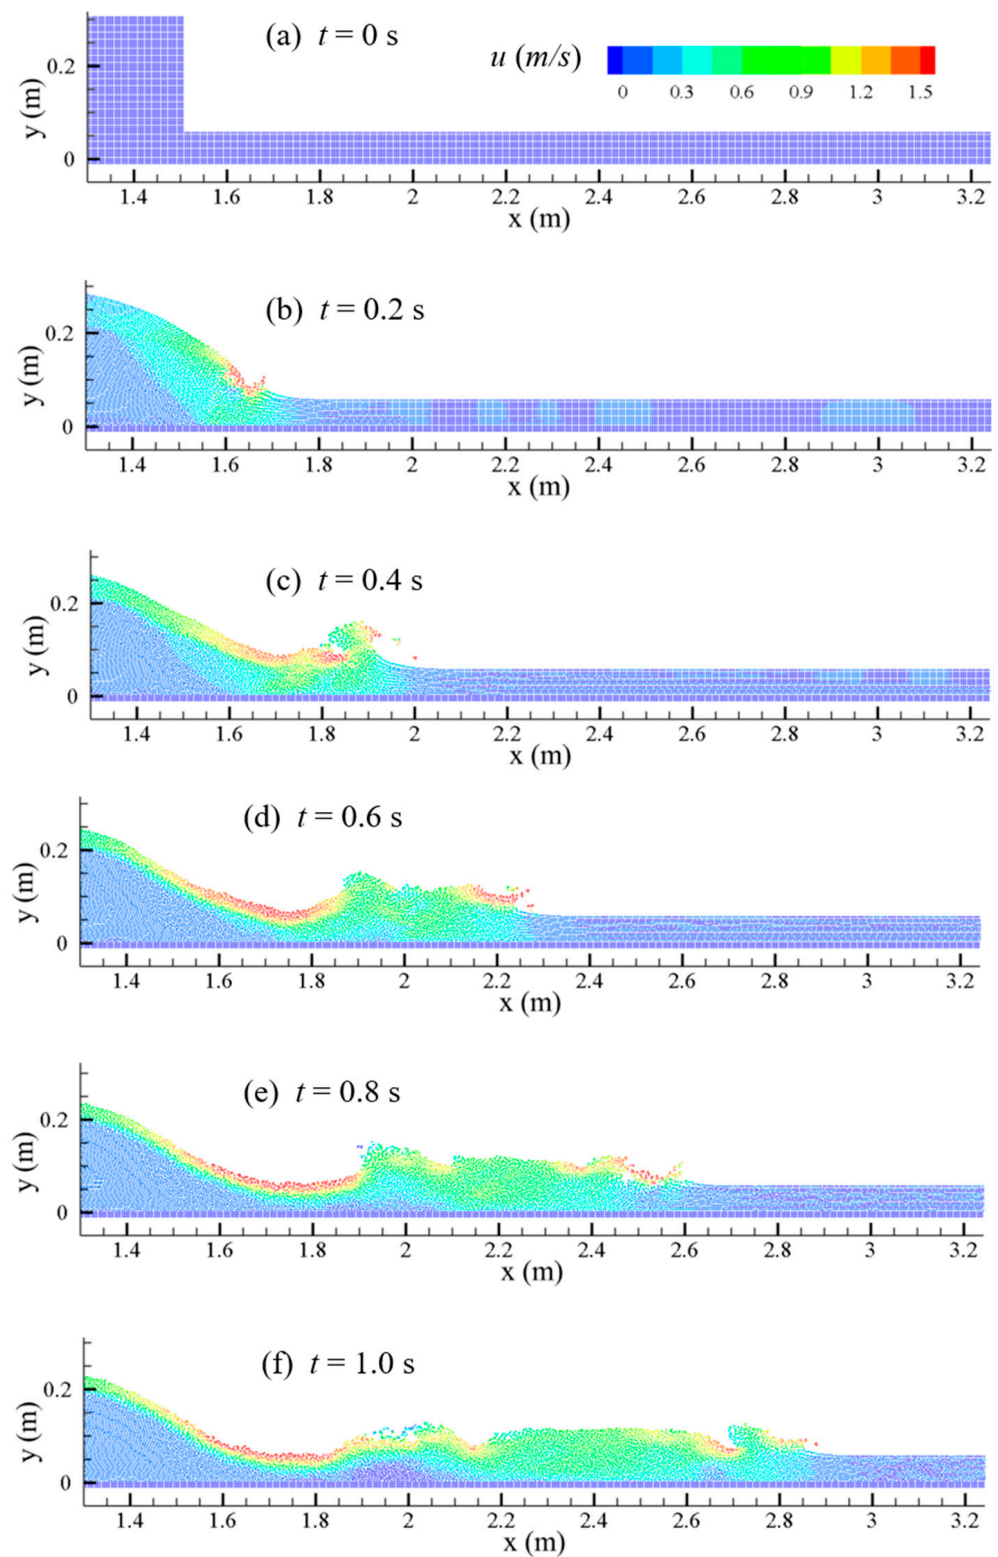 (a) t = 0 s
u (m/s)
0 0.3 0.6 0.9 1.2 1.5
y (m)
0.2
0
1.4 1.6 1.8 2 2.2 2.4 2.6 2.8 3 3.2
x (m)
(b) t = 0.2 s
y (m)
0.2
0
1.4 1.6 1.8 2 2.2 2.4 2.6 2.8 3 3.2
x (m)
(c) t = 0.4 s
y (m)
0.2
0
1.4 1.6 1.8 2 2.2 2.4 2.6 2.8 3 3.2
x (m)
(d) t = 0.6 s
y (m)
0.2
0
1.4 1.6 1.8 2 2.2 2.4 2.6 2.8 3 3.2
x (m)
(e) t = 0.8 s
y (m)
0.2
0
1.4 1.6 1.8 2 2.2 2.4 2.6 2.8 3 3.2
x (m)
(f) t = 1.0 s
y (m)
0.2
0
1.4 1.6 1.8 2 2.2 2.4 2.6 2.8 3 3.2
x (m)